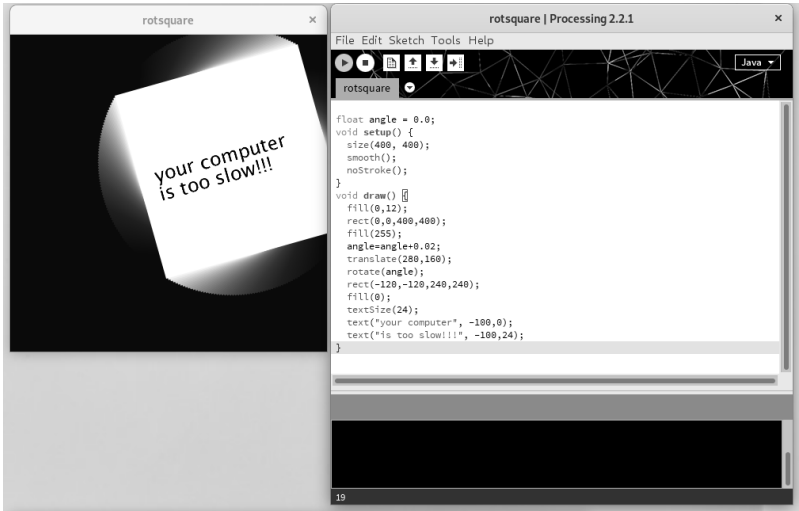 rotsquare
×
your computer
is too slow!!!
rotsquare | Processing 2.2.1
×
File Edit Sketch Tools Help
Java
rotsquare
float angle = 0.0;
void setup() {
  size(400, 400);
  smooth();
  noStroke();
}
void draw() {
  fill(0,12);
  rect(0,0,400,400);
  fill(255);
  angle=angle+0.02;
  translate(280,160);
  rotate(angle);
  rect(-120,-120,240,240);
  fill(0);
  textSize(24);
  text("your computer", -100,0);
  text("is too slow!!!", -100,24);
}
19